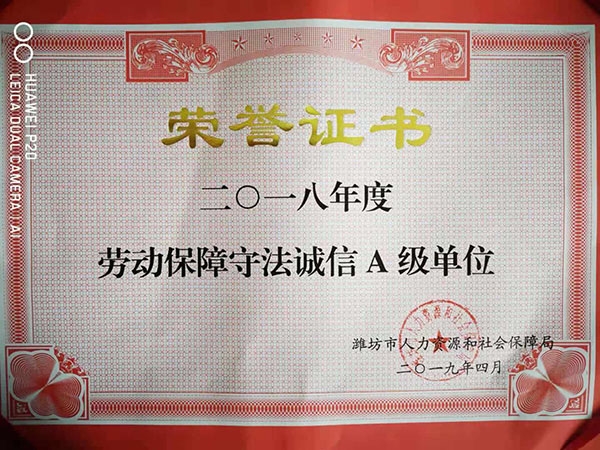 荣誉证书
二〇一八年度
劳动保障守法诚信 A 级单位
潍坊市人力资源和社会保障局
二〇一九年四月
HUAWEI P20
LEICA DUAL CAMERA | AI